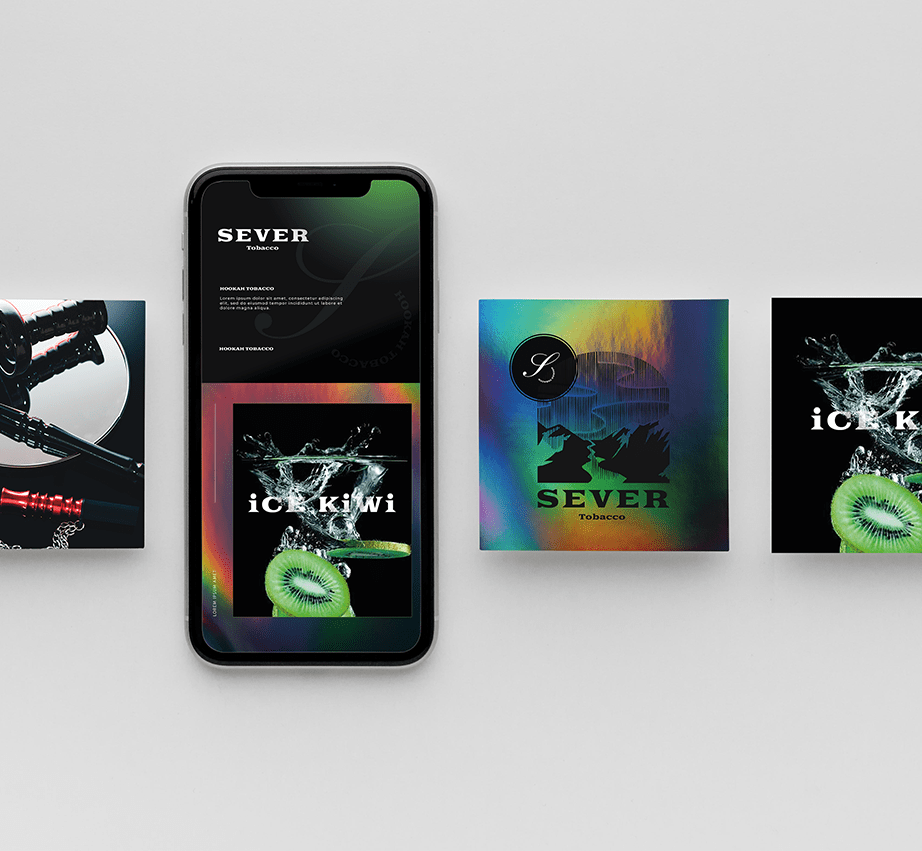 SEVER
Tobacco
HOOKAH TOBACCO
Lorem ipsum dolor sit amet, consectetur adipiscing
elit, sed do eiusmod tempor incididunt ut labore et
dolore magna aliqua.
HOOKAH TOBACCO
HOOKAH TOBACCO
iCE KiWi
LOREM IPSUM AMET
S
SEVER
Tobacco
iCE K